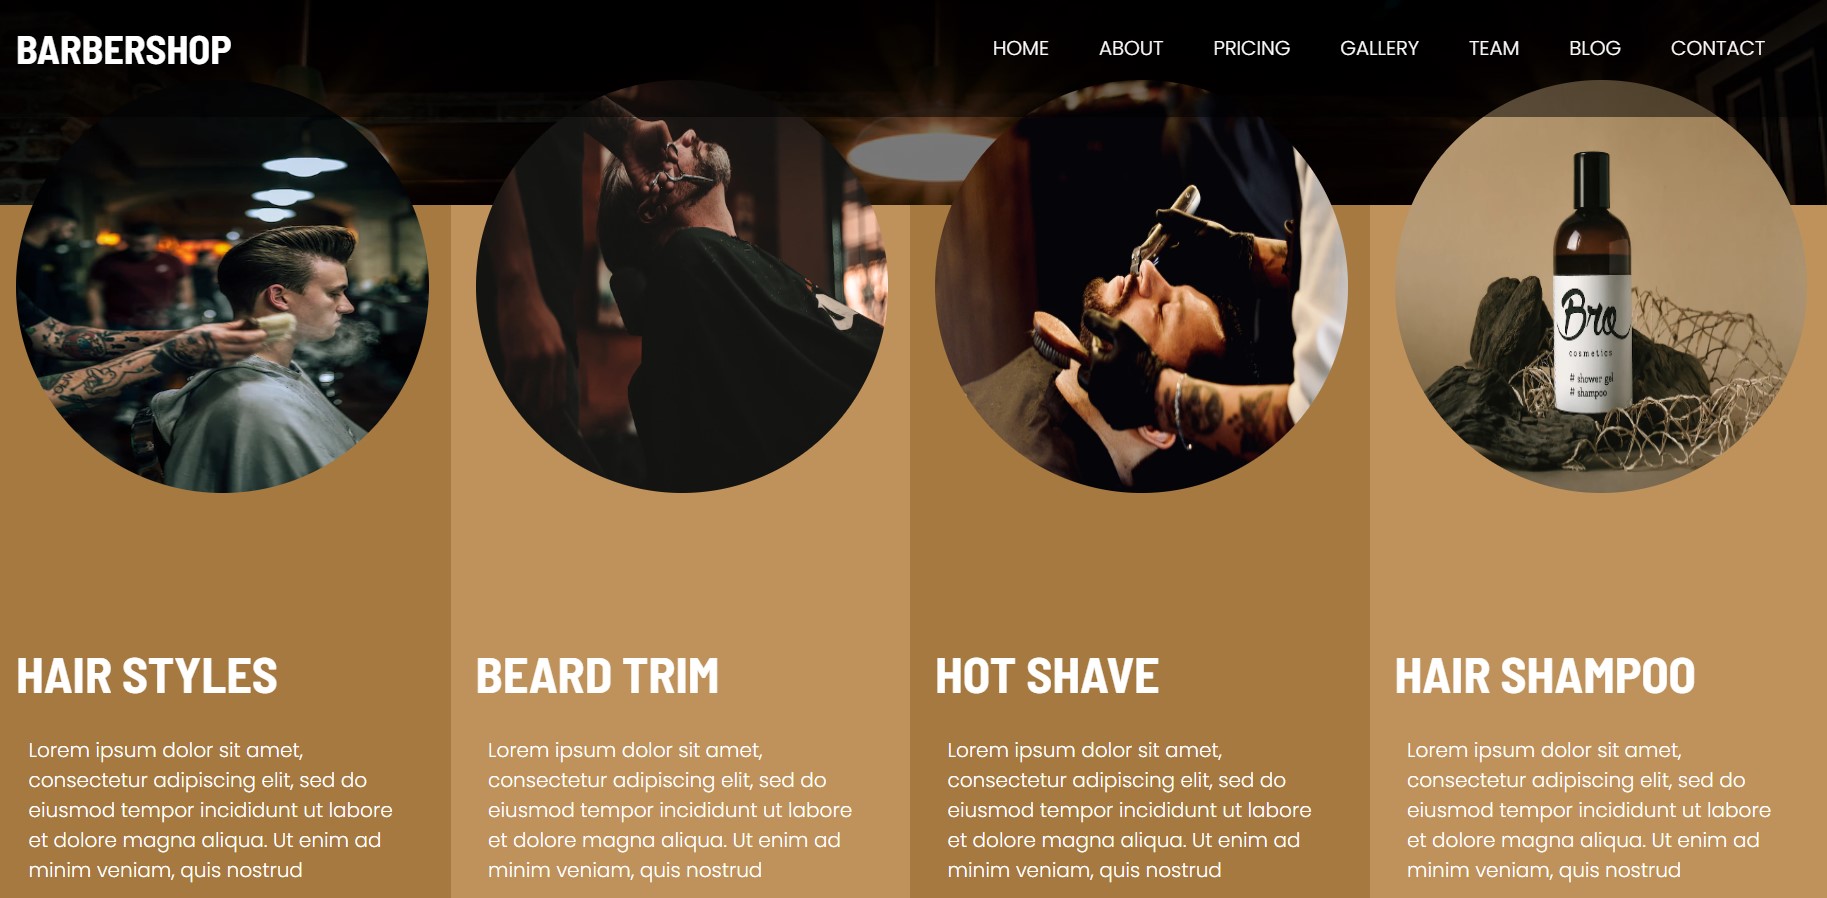 BARBERSHOP
HOME ABOUT PRICING GALLERY TEAM BLOG CONTACT
Bro
cosmetics
# shower gel
# shampoo
HAIR STYLES
Lorem ipsum dolor sit amet,
consectetur adipiscing elit, sed do
eiusmod tempor incididunt ut labore
et dolore magna aliqua. Ut enim ad
minim veniam, quis nostrud
BEARD TRIM
Lorem ipsum dolor sit amet,
consectetur adipiscing elit, sed do
eiusmod tempor incididunt ut labore
et dolore magna aliqua. Ut enim ad
minim veniam, quis nostrud
HOT SHAVE
Lorem ipsum dolor sit amet,
consectetur adipiscing elit, sed do
eiusmod tempor incididunt ut labore
et dolore magna aliqua. Ut enim ad
minim veniam, quis nostrud
HAIR SHAMPOO
Lorem ipsum dolor sit amet,
consectetur adipiscing elit, sed do
eiusmod tempor incididunt ut labore
et dolore magna aliqua. Ut enim ad
minim veniam, quis nostrud